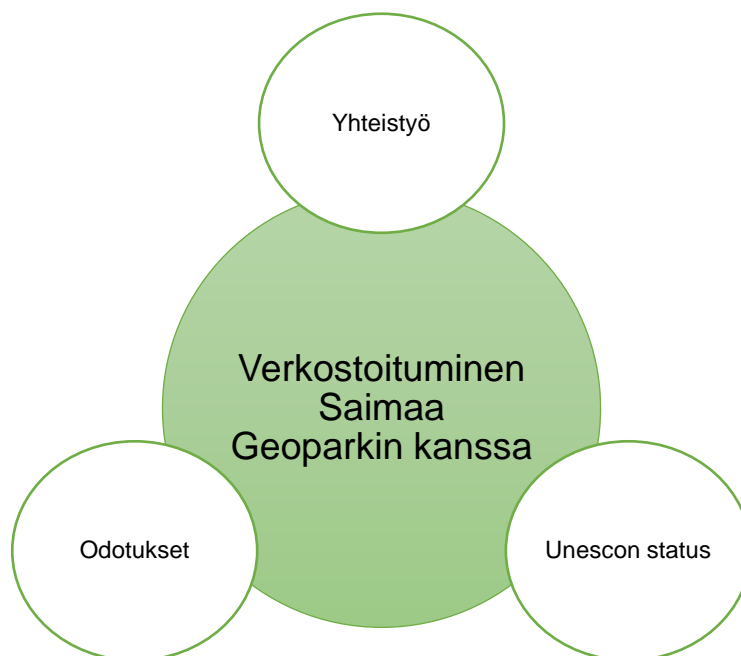 Yhteistyö
Verkostoituminen
Saimaa
Geoparkin kanssa
Odotukset
Unescon status